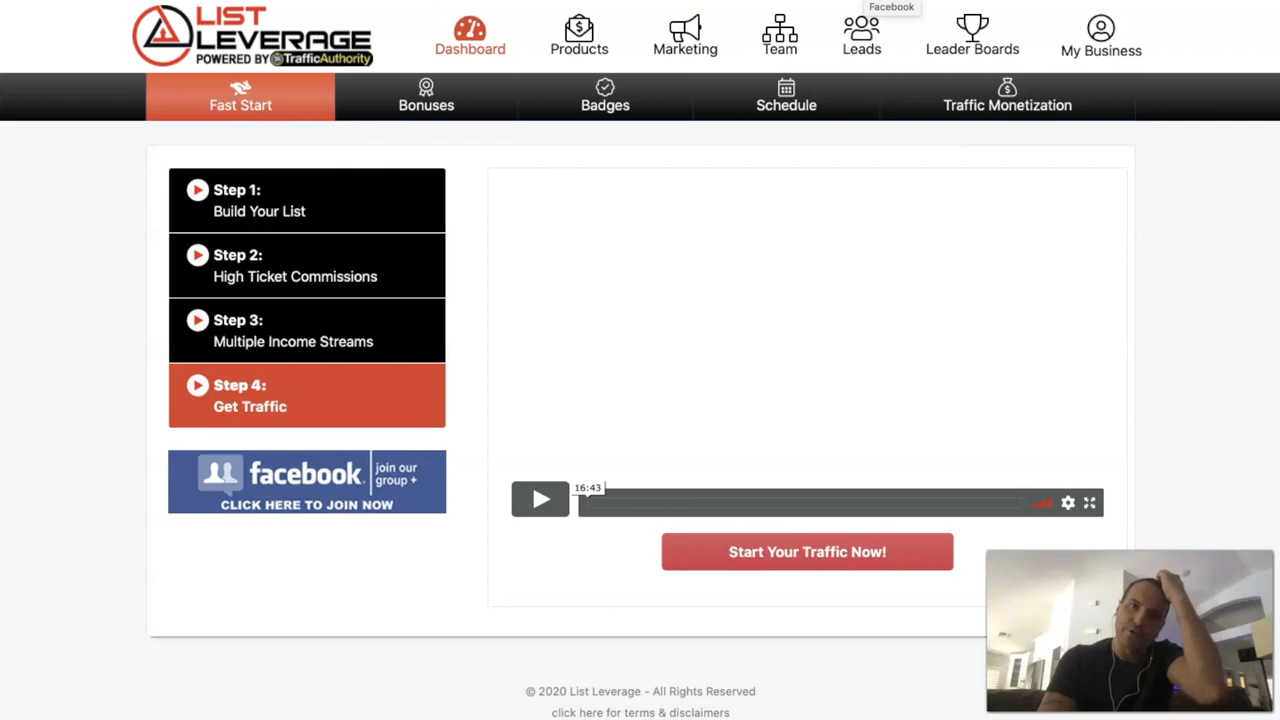 Facebook
LIST
LEVERAGE
POWERED BY TrafficAuthority
Dashboard
Products
Marketing
Team
Leads
Leader Boards
My Business
Fast Start
Bonuses
Badges
Schedule
Traffic Monetization
Step 1:
Build Your List
Step 2:
High Ticket Commissions
Step 3:
Multiple Income Streams
Step 4:
Get Traffic
facebook.
join our
group +
CLICK HERE TO JOIN NOW
16:43
Start Your Traffic Now!
© 2020 List Leverage - All Rights Reserved
click here for terms & disclaimers